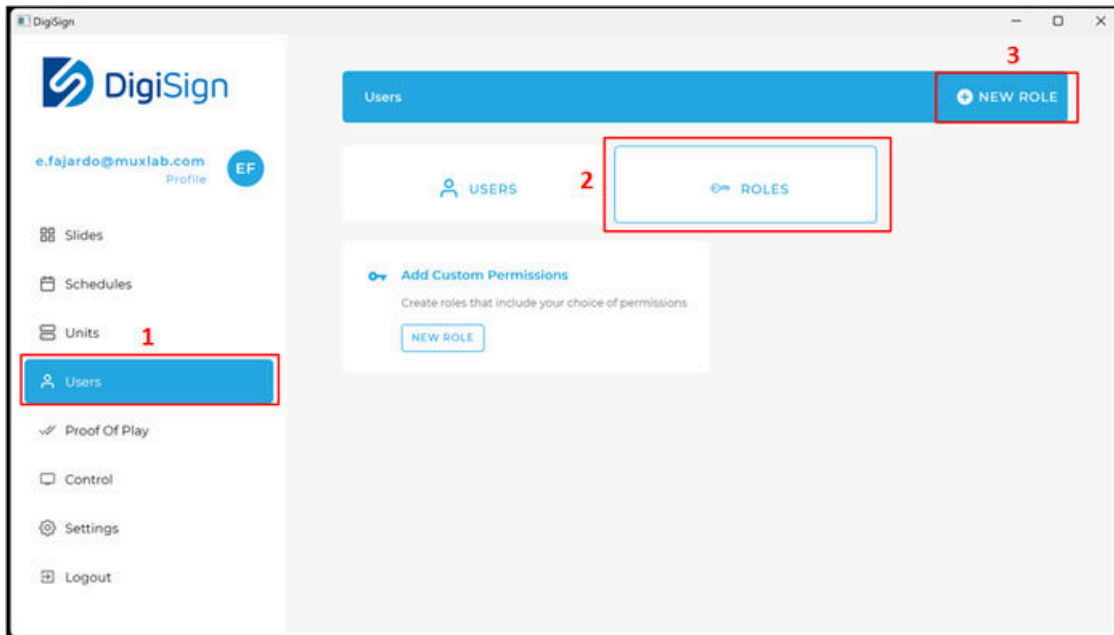 DigiSign
DigiSign
e.fajardo@muxlab.com
Profile
EF
Slides
Schedules
Units
1
Users
Proof Of Play
Control
Settings
Logout
3
Users
NEW ROLE
USERS
2
ROLES
Add Custom Permissions
Create roles that include your choice of permissions
NEW ROLE